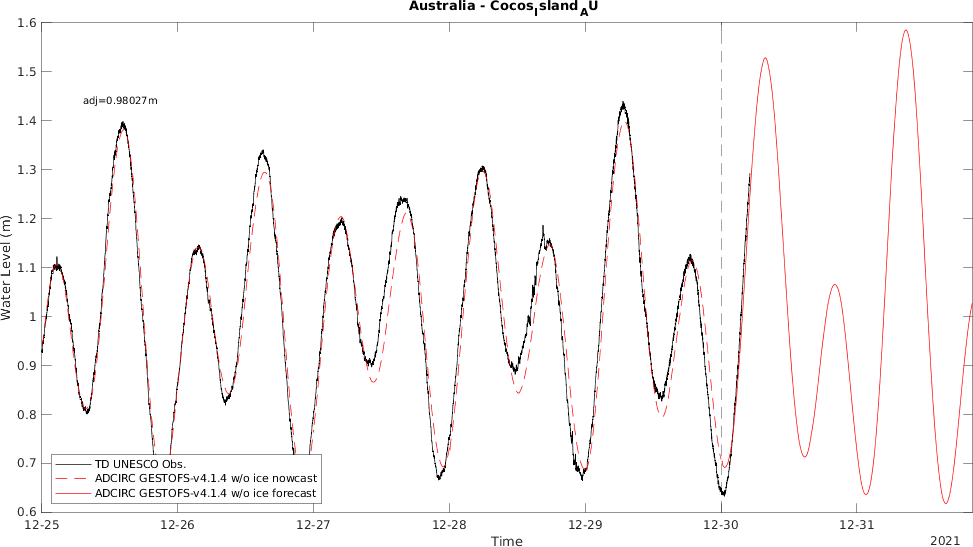 Australia - Cocos_Island_AU
1.6
1.5
1.4
1.3
1.2
1.1
1
0.9
0.8
0.7
0.6
Water Level (m)
adj=0.98027m
TD UNESCO Obs.
ADCIRC GESTOFS-v4.1.4 w/o ice nowcast
ADCIRC GESTOFS-v4.1.4 w/o ice forecast
12-25 12-26 12-27 12-28 12-29 12-30 12-31
Time
2021